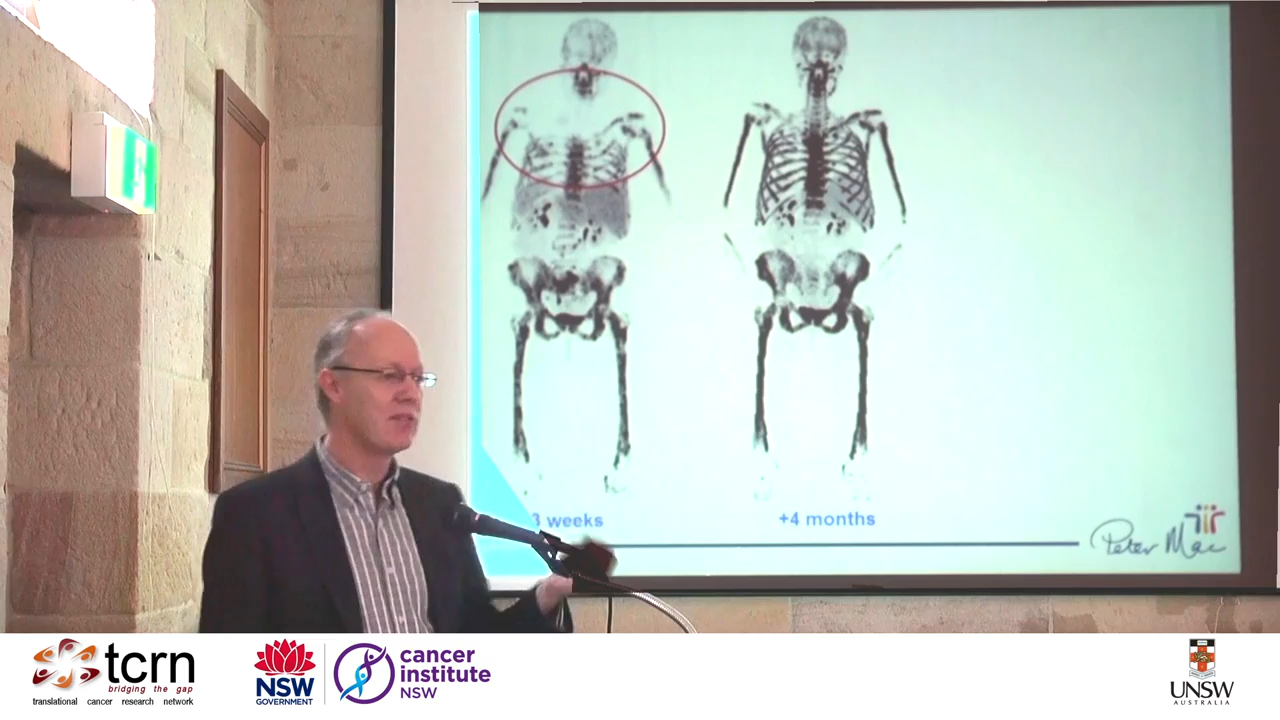 3 weeks
+4 months
Peter Mac
tcrn
bridging the gap
translational cancer research network
NSW
GOVERNMENT
cancer
institute
NSW
UNSW
AUSTRALIA